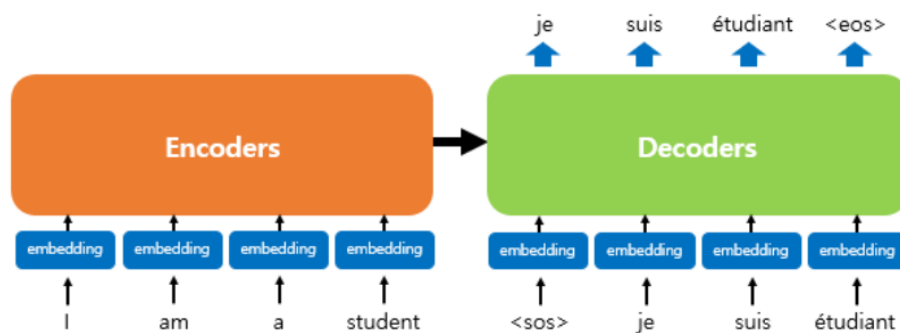 je suis étudiant <eos>
Encoders Decoders
embedding embedding embedding embedding embedding embedding embedding embedding
I am a student <sos> je suis étudiant